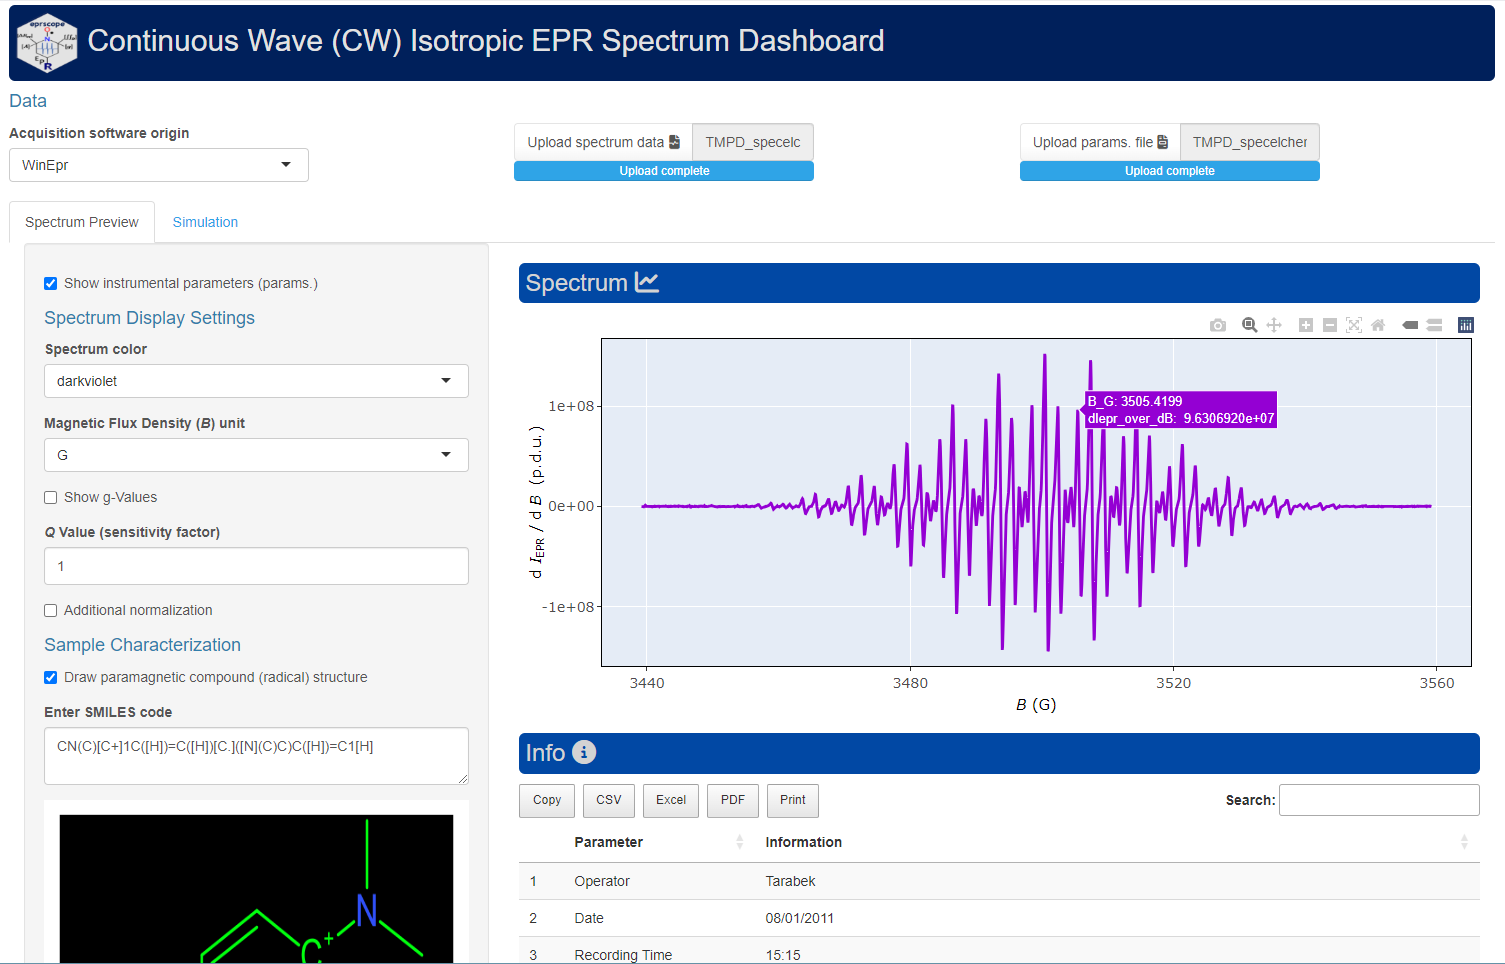 eprscope
Continuous Wave (CW) Isotropic EPR Spectrum Dashboard
Data
Acquisition software origin
WinEpr
Upload spectrum data
TMPD_specelc
Upload complete
Upload params. file
TMPD_specelcher
Upload complete
Spectrum Preview
Simulation
Show instrumental parameters (params.)
Spectrum Display Settings
Spectrum color
darkviolet
Magnetic Flux Density (B) unit
G
Show g-Values
Q Value (sensitivity factor)
1
Additional normalization
Sample Characterization
Draw paramagnetic compound (radical) structure
Enter SMILES code
CN(C)[C+]1C([H])=C([H])[C.]([N](C)C)C([H])=C1[H]
N
C+
Spectrum
B_G: 3505.4199
dIepr_over_dB: 9.6306920e+07
1e+08
0e+00
-1e+08
d IEPR / d B (p.d.u.)
3440
3480
3520
3560
B (G)
Info
Copy
CSV
Excel
PDF
Print
Search:
Parameter Information
1 Operator Tarabek
2 Date 08/01/2011
3 Recording Time 15:15